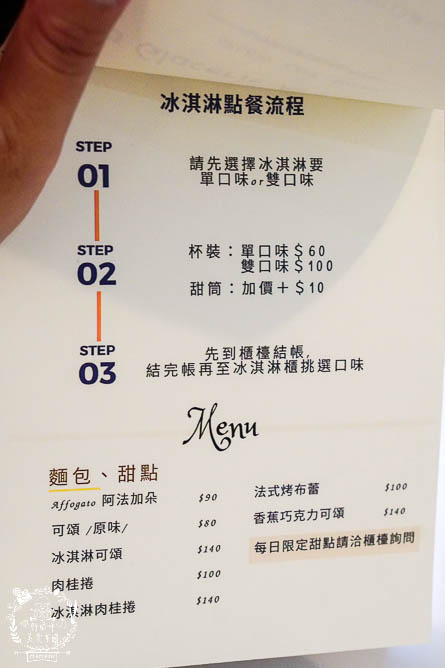 冰淇淋點餐流程
STEP
01
請先選擇冰淇淋要
單口味or雙口味
STEP
02
杯裝：單口味＄60
雙口味＄100
甜筒：加價＋＄10
STEP
03
先到櫃檯結帳,
結完帳再至冰淇淋櫃挑選口味
Menu
麵包、甜點
Affogato 阿法加朵 $90
可頌 /原味/ $80
冰淇淋可頌 $140
肉桂捲 $100
冰淇淋肉桂捲 $140
法式烤布蕾 $100
香蕉巧克力可頌 $140
每日限定甜點請洽櫃檯詢問